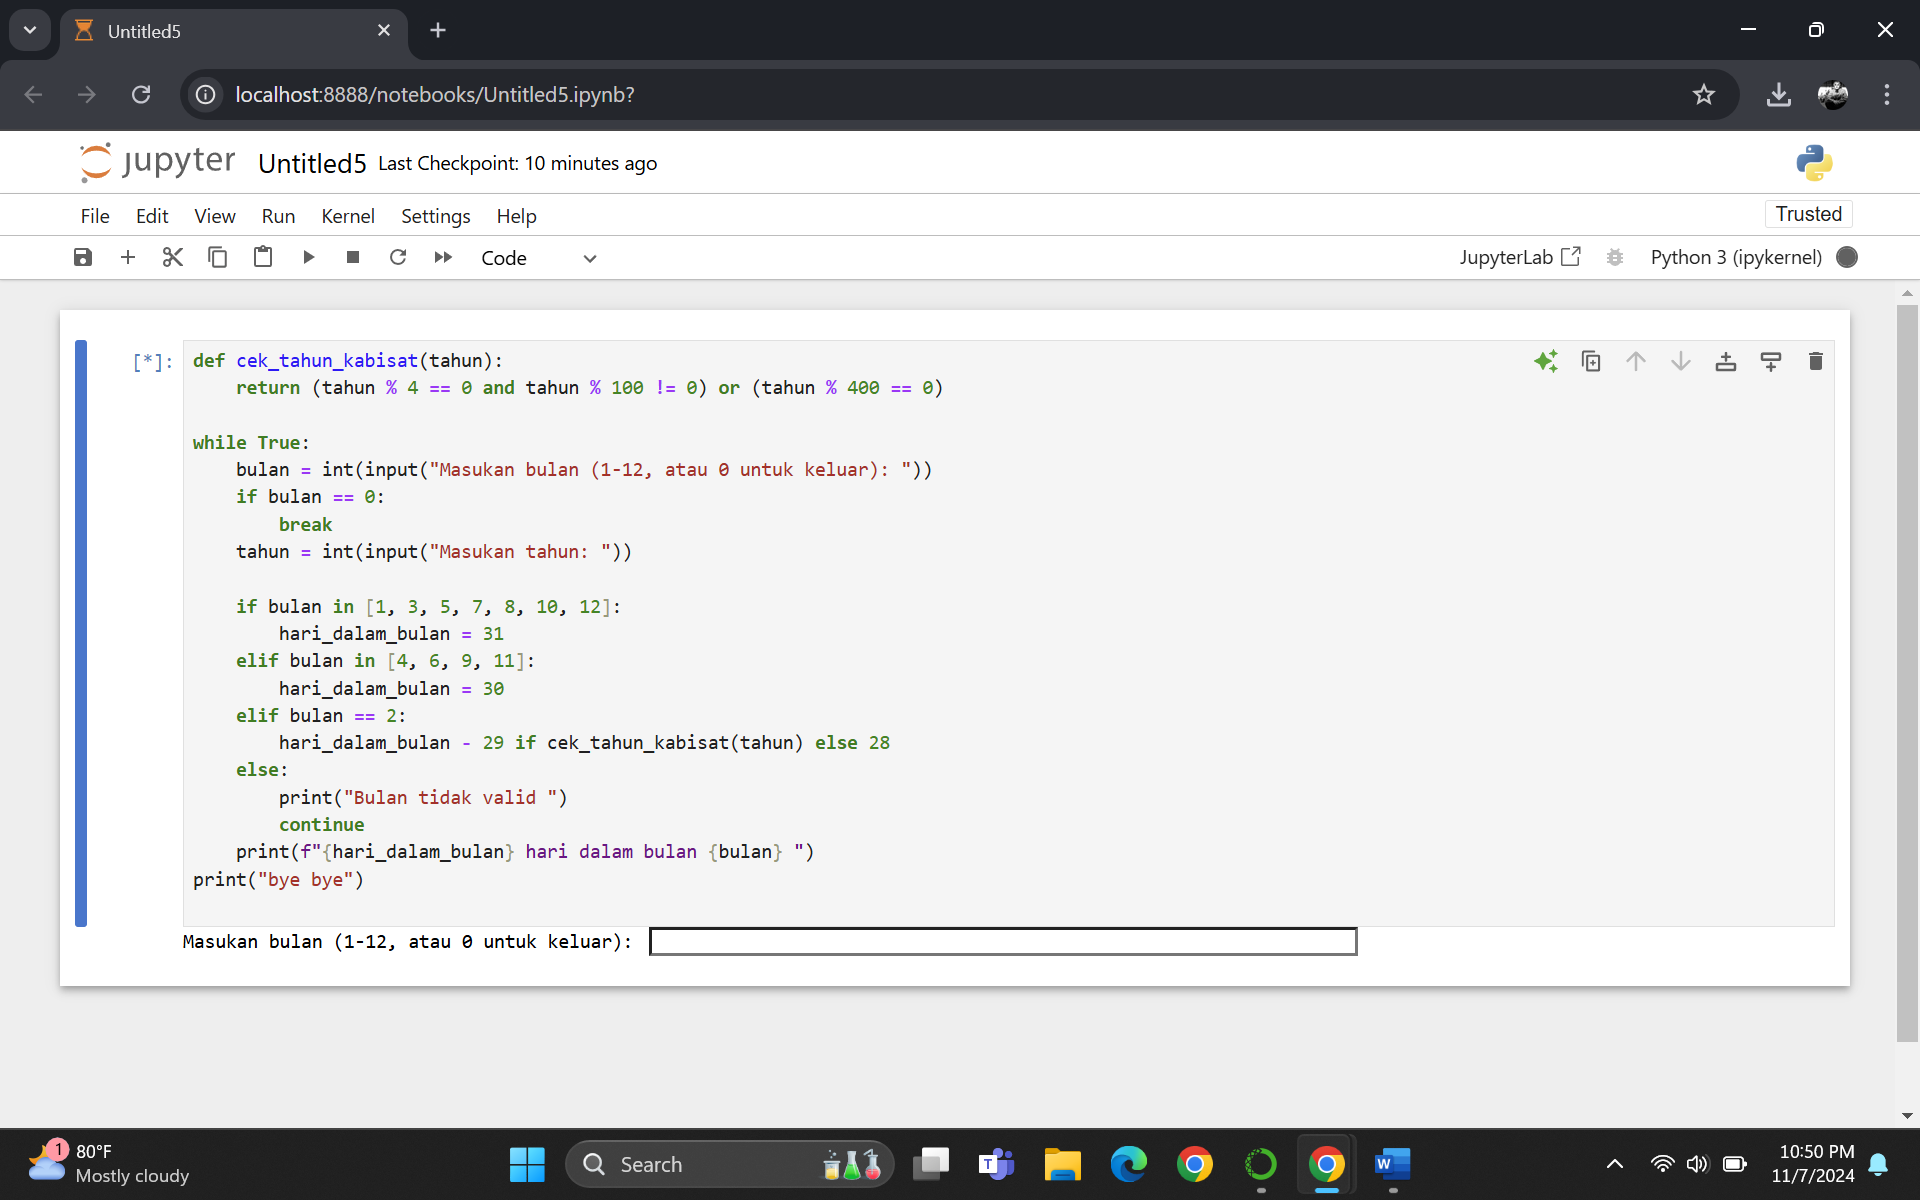 Untitled5
localhost:8888/notebooks/Untitled5.ipynb?
jupyter Untitled5 Last Checkpoint: 10 minutes ago
File Edit View Run Kernel Settings Help Trusted
Code JupyterLab Python 3 (ipykernel)
[*]: def cek_tahun_kabisat(tahun):
    return (tahun % 4 == 0 and tahun % 100 != 0) or (tahun % 400 == 0)
while True:
    bulan = int(input("Masukan bulan (1-12, atau 0 untuk keluar): "))
    if bulan == 0:
        break
    tahun = int(input("Masukan tahun: "))
    if bulan in [1, 3, 5, 7, 8, 10, 12]:
        hari_dalam_bulan = 31
    elif bulan in [4, 6, 9, 11]:
        hari_dalam_bulan = 30
    elif bulan == 2:
        hari_dalam_bulan - 29 if cek_tahun_kabisat(tahun) else 28
    else:
        print("Bulan tidak valid ")
        continue
    print(f"{hari_dalam_bulan} hari dalam bulan {bulan} ")
print("bye bye")
Masukan bulan (1-12, atau 0 untuk keluar):
1
80°F
Mostly cloudy
Search
T
W
10:50 PM
11/7/2024